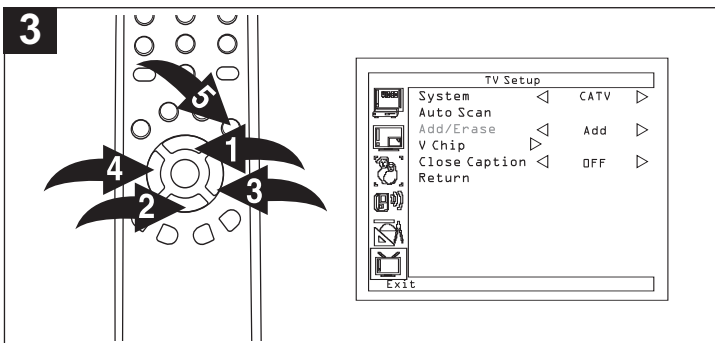 3
5
1
4
3
2
TV Setup
System ◁ CATV ▷
Auto Scan
Add/Erase ◁ Add ▷
V Chip ▷
Close Caption ◁ OFF ▷
Return
Exit